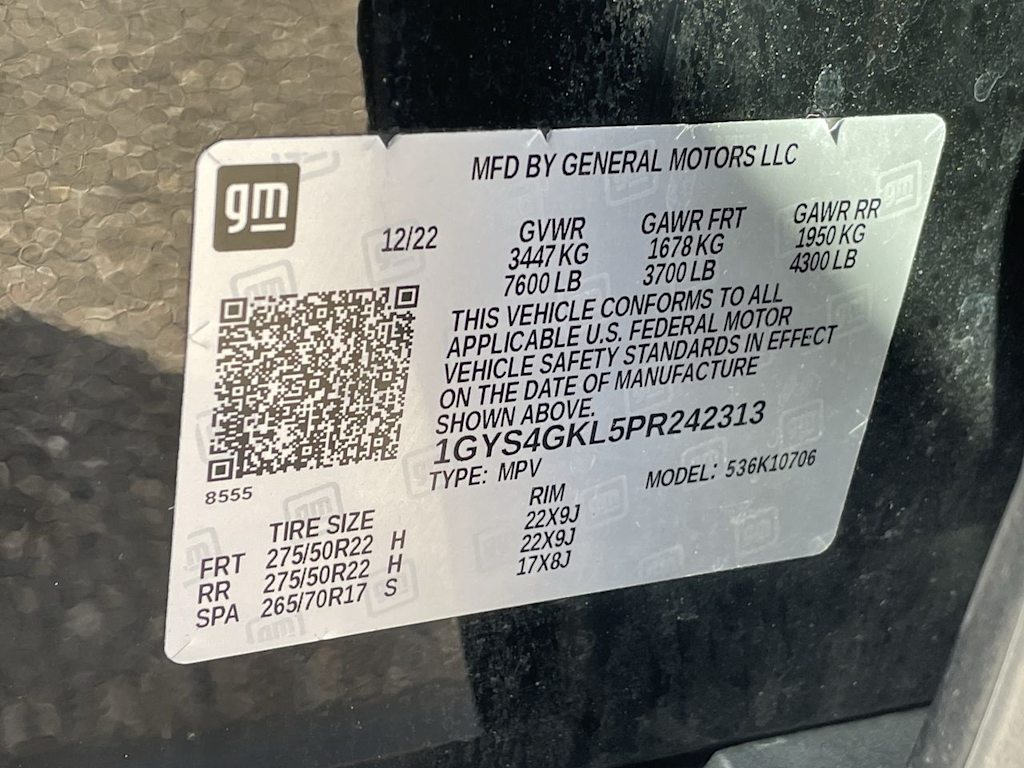 gm
MFD BY GENERAL MOTORS LLC
12/22 GVWR GAWR FRT GAWR RR
3447 KG 1678 KG 1950 KG
7600 LB 3700 LB 4300 LB
THIS VEHICLE CONFORMS TO ALL
APPLICABLE U.S. FEDERAL MOTOR
VEHICLE SAFETY STANDARDS IN EFFECT
ON THE DATE OF MANUFACTURE
SHOWN ABOVE.
1GYS4GKL5PR242313
TYPE: MPV MODEL: 536K10706
8555
TIRE SIZE RIM
FRT 275/50R22 H 22X9J
RR 275/50R22 H 22X9J
SPA 265/70R17 S 17X8J